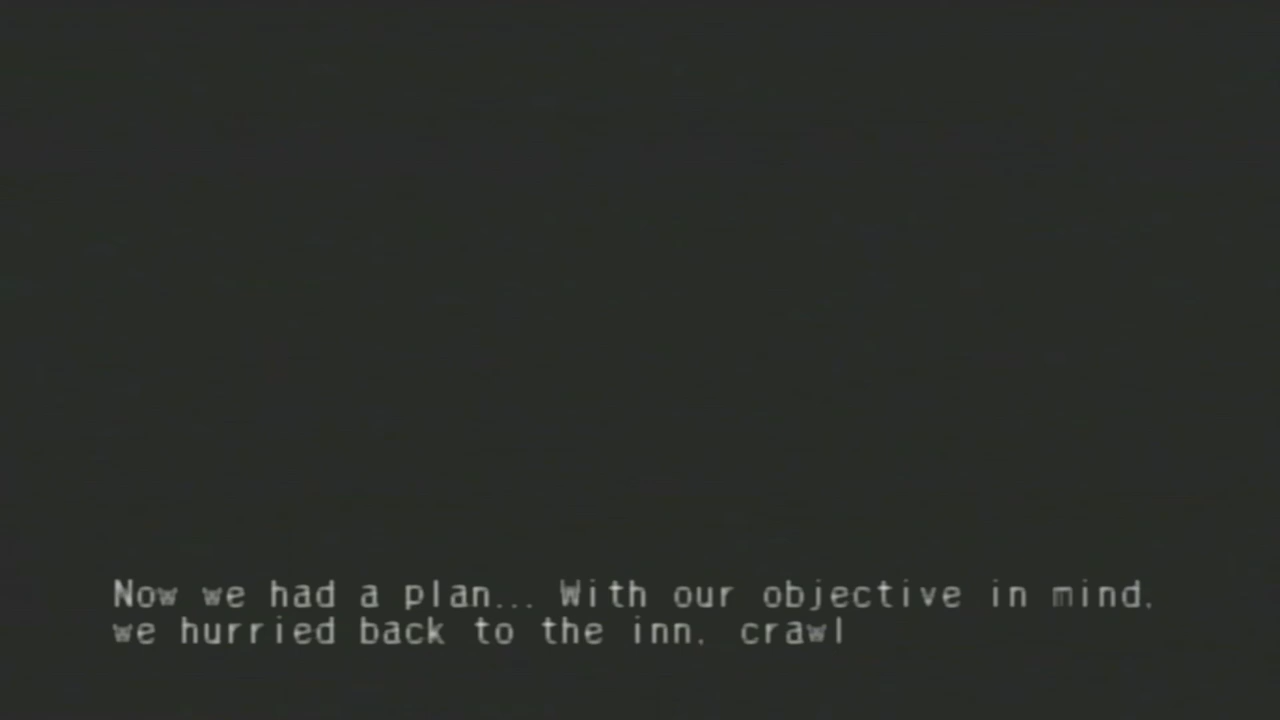 Now we had a plan... With our objective in mind,
we hurried back to the inn, crawl